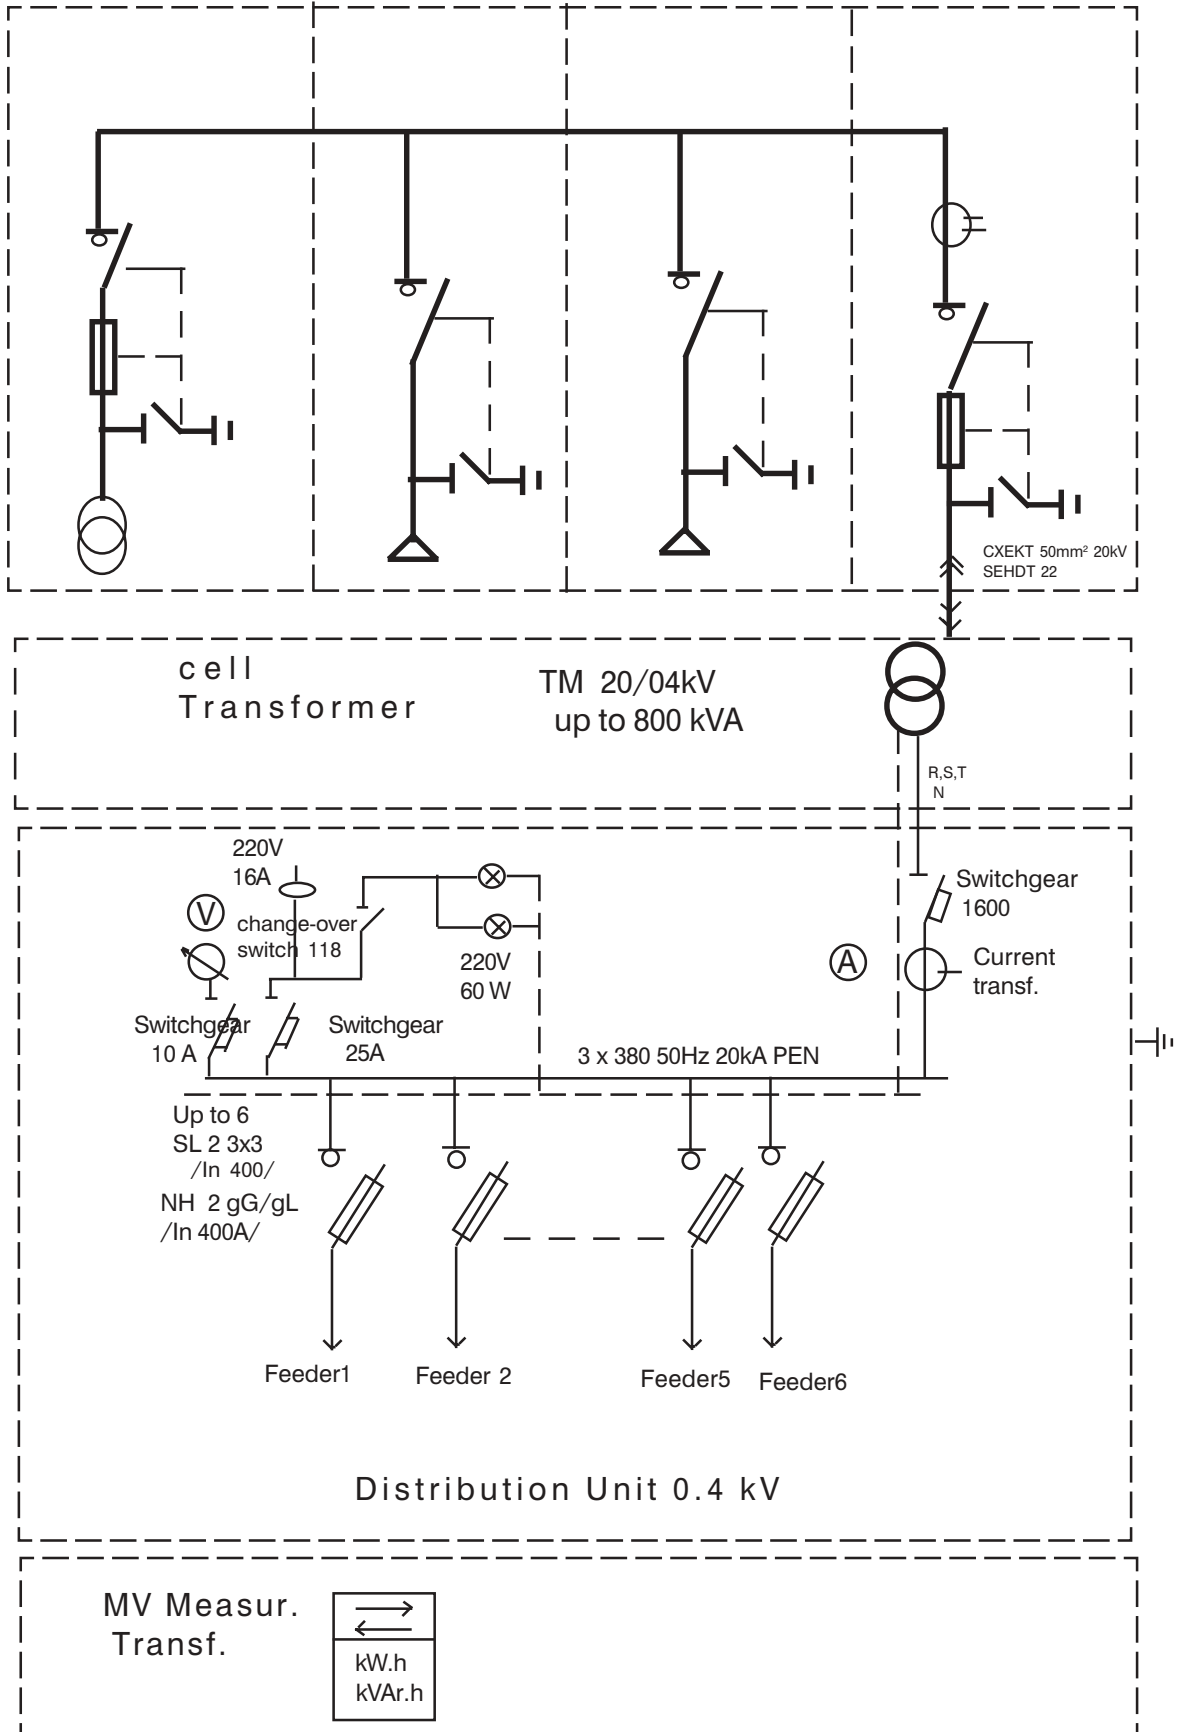 CXEKT 50mm² 20kV
SEHDT 22
cell
Transformer
TM 20/04kV
up to 800 kVA
R,S,T
N
220V
16A
V
change-over
switch 118
220V
60 W
A
Switchgear
1600
Current
transf.
Switchgear
10 A
Switchgear
25A
3 x 380 50Hz 20kA PEN
Up to 6
SL 2 3x3
/In 400/
NH 2 gG/gL
/In 400A/
Feeder1
Feeder 2
Feeder5
Feeder6
Distribution Unit 0.4 kV
MV Measur.
Transf.
kW.h
kVAr.h